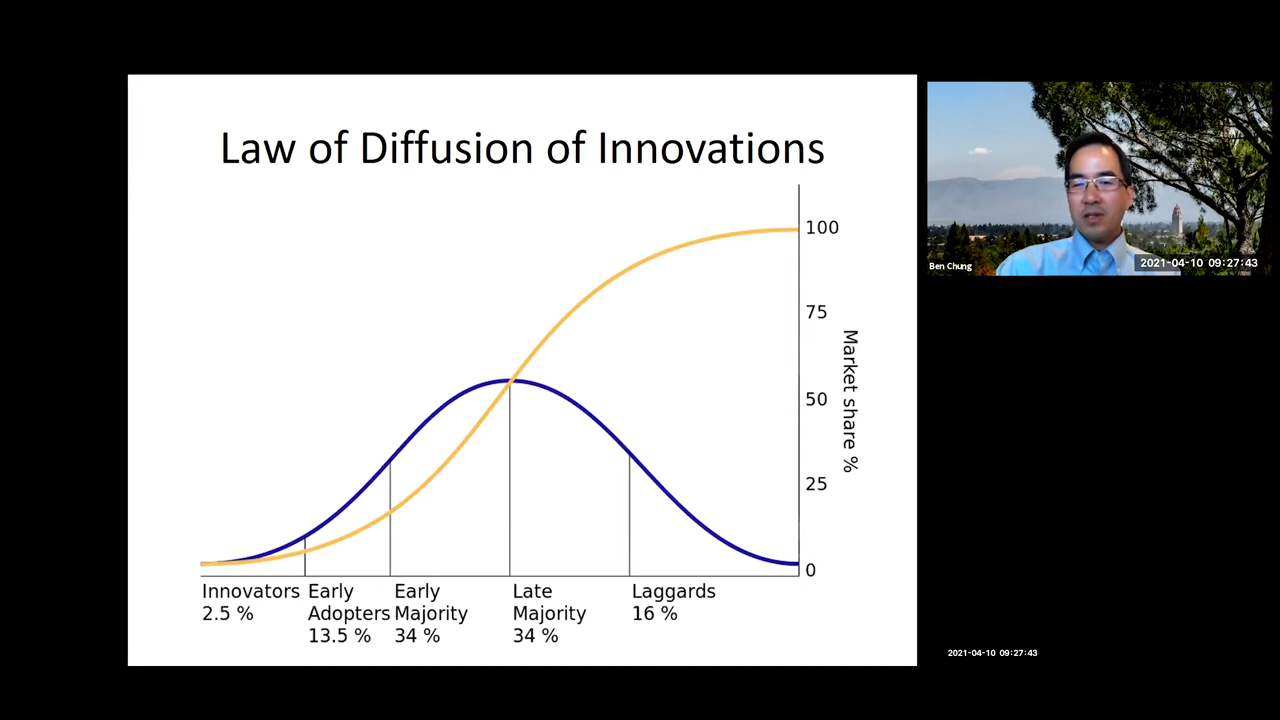 Law of Diffusion of Innovations
100
75
50
25
0
Market share %
Innovators
2.5 %
Early
Adopters
13.5 %
Early
Majority
34 %
Late
Majority
34 %
Laggards
16 %
Ben Chung
2021-04-10 09:27:43
2021-04-10 09:27:43